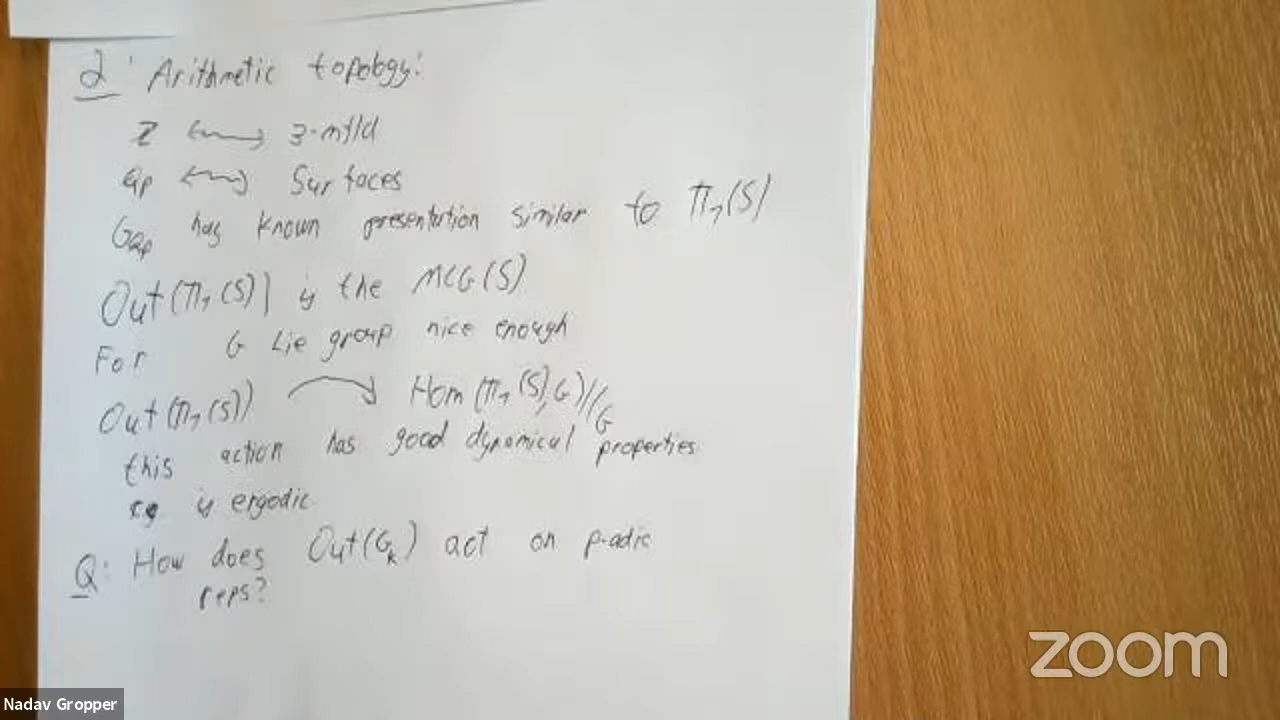 2 Arithmetic topology:
Z ⟷ 3-mfld
Qp ⟷ Surfaces
G_Qp has known presentation similar to π₁(S)
Out(π₁(S)) is the MCG(S)
For G Lie group nice enough
Out(π₁(S)) ↷ Hom(π₁(S),G)//G
this action has good dynamical properties
e.g is ergodic
Q: How does Out(G_K) act on p-adic
reps?
zoom
Nadav Gropper